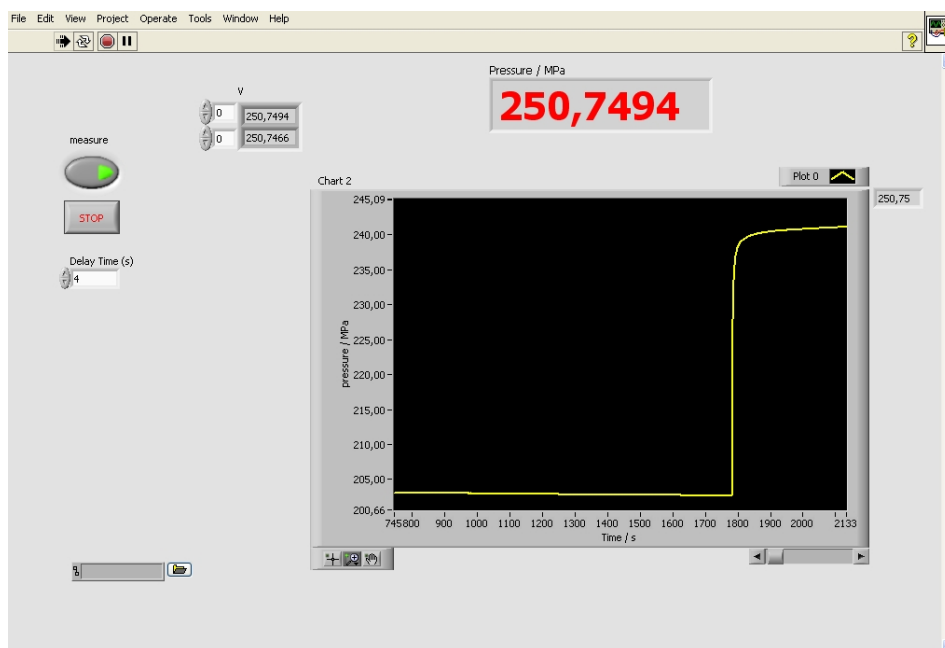 File Edit View Project Operate Tools Window Help
?
Pressure / MPa
250,7494
V
0 250,7494
0 250,7466
measure
STOP
Delay Time (s)
4
Chart 2
Plot 0
250,75
245,09
240,00
235,00
230,00
225,00
220,00
215,00
210,00
205,00
200,66
pressure / MPa
745 800 900 1000 1100 1200 1300 1400 1500 1600 1700 1800 1900 2000 2133
Time / s